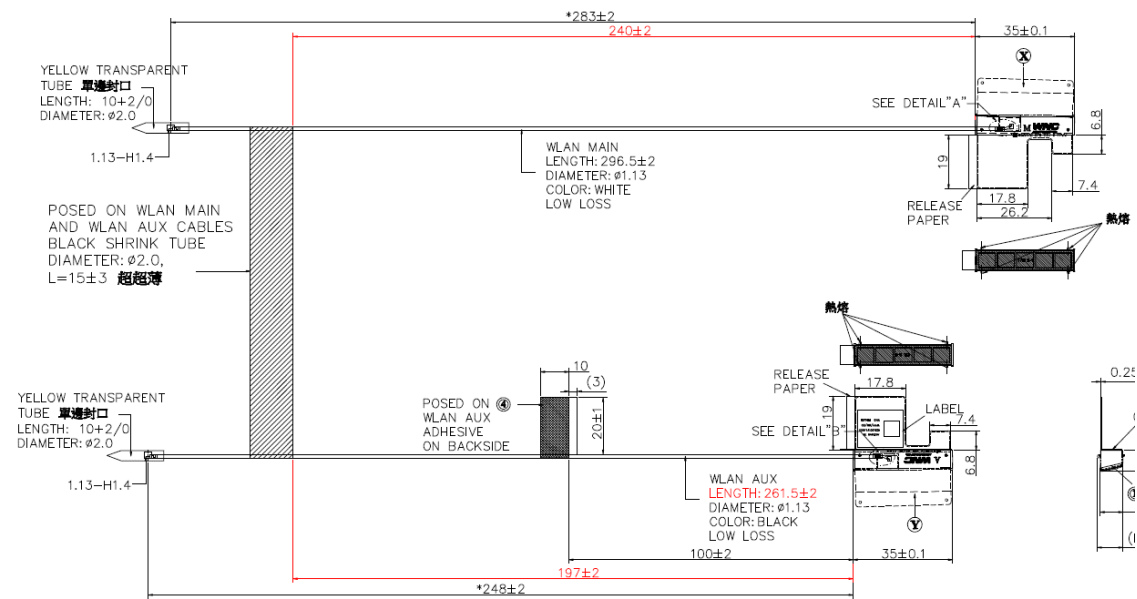 *283±2
240±2
35±0.1
YELLOW TRANSPARENT
TUBE 單邊封口
LENGTH: 10+2/0
DIAMETER: ø2.0
X
SEE DETAIL"A"
M WNC
6.8
1.13-H1.4
WLAN MAIN
LENGTH: 296.5±2
DIAMETER: ø1.13
COLOR: WHITE
LOW LOSS
19
7.4
17.8
26.2
RELEASE
PAPER
POSED ON WLAN MAIN
AND WLAN AUX CABLES
BLACK SHRINK TUBE
DIAMETER: ø2.0,
L=15±3 超超薄
熱熔
熱熔
10
(3)
RELEASE
PAPER
17.8
0.25
YELLOW TRANSPARENT
TUBE 單邊封口
LENGTH: 10+2/0
DIAMETER: ø2.0
POSED ON ④
WLAN AUX
ADHESIVE
ON BACKSIDE
20±1
19
LABEL
7.4
SEE DETAIL"B"
6.8
WNC Y
1.13-H1.4
WLAN AUX
LENGTH: 261.5±2
DIAMETER: ø1.13
COLOR: BLACK
LOW LOSS
Y
100±2
35±0.1
197±2
*248±2